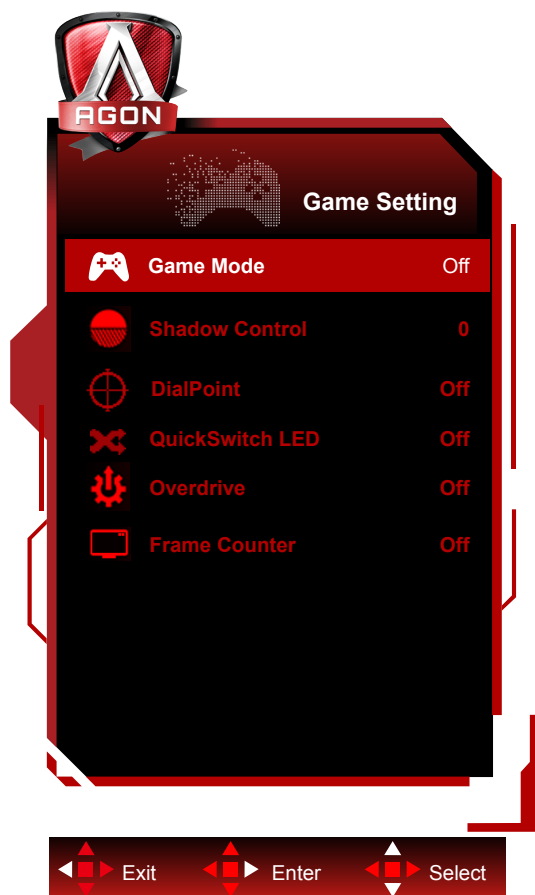 AGON
Game Setting
Game Mode Off
Shadow Control 0
DialPoint Off
QuickSwitch LED Off
Overdrive Off
Frame Counter Off
Exit Enter Select